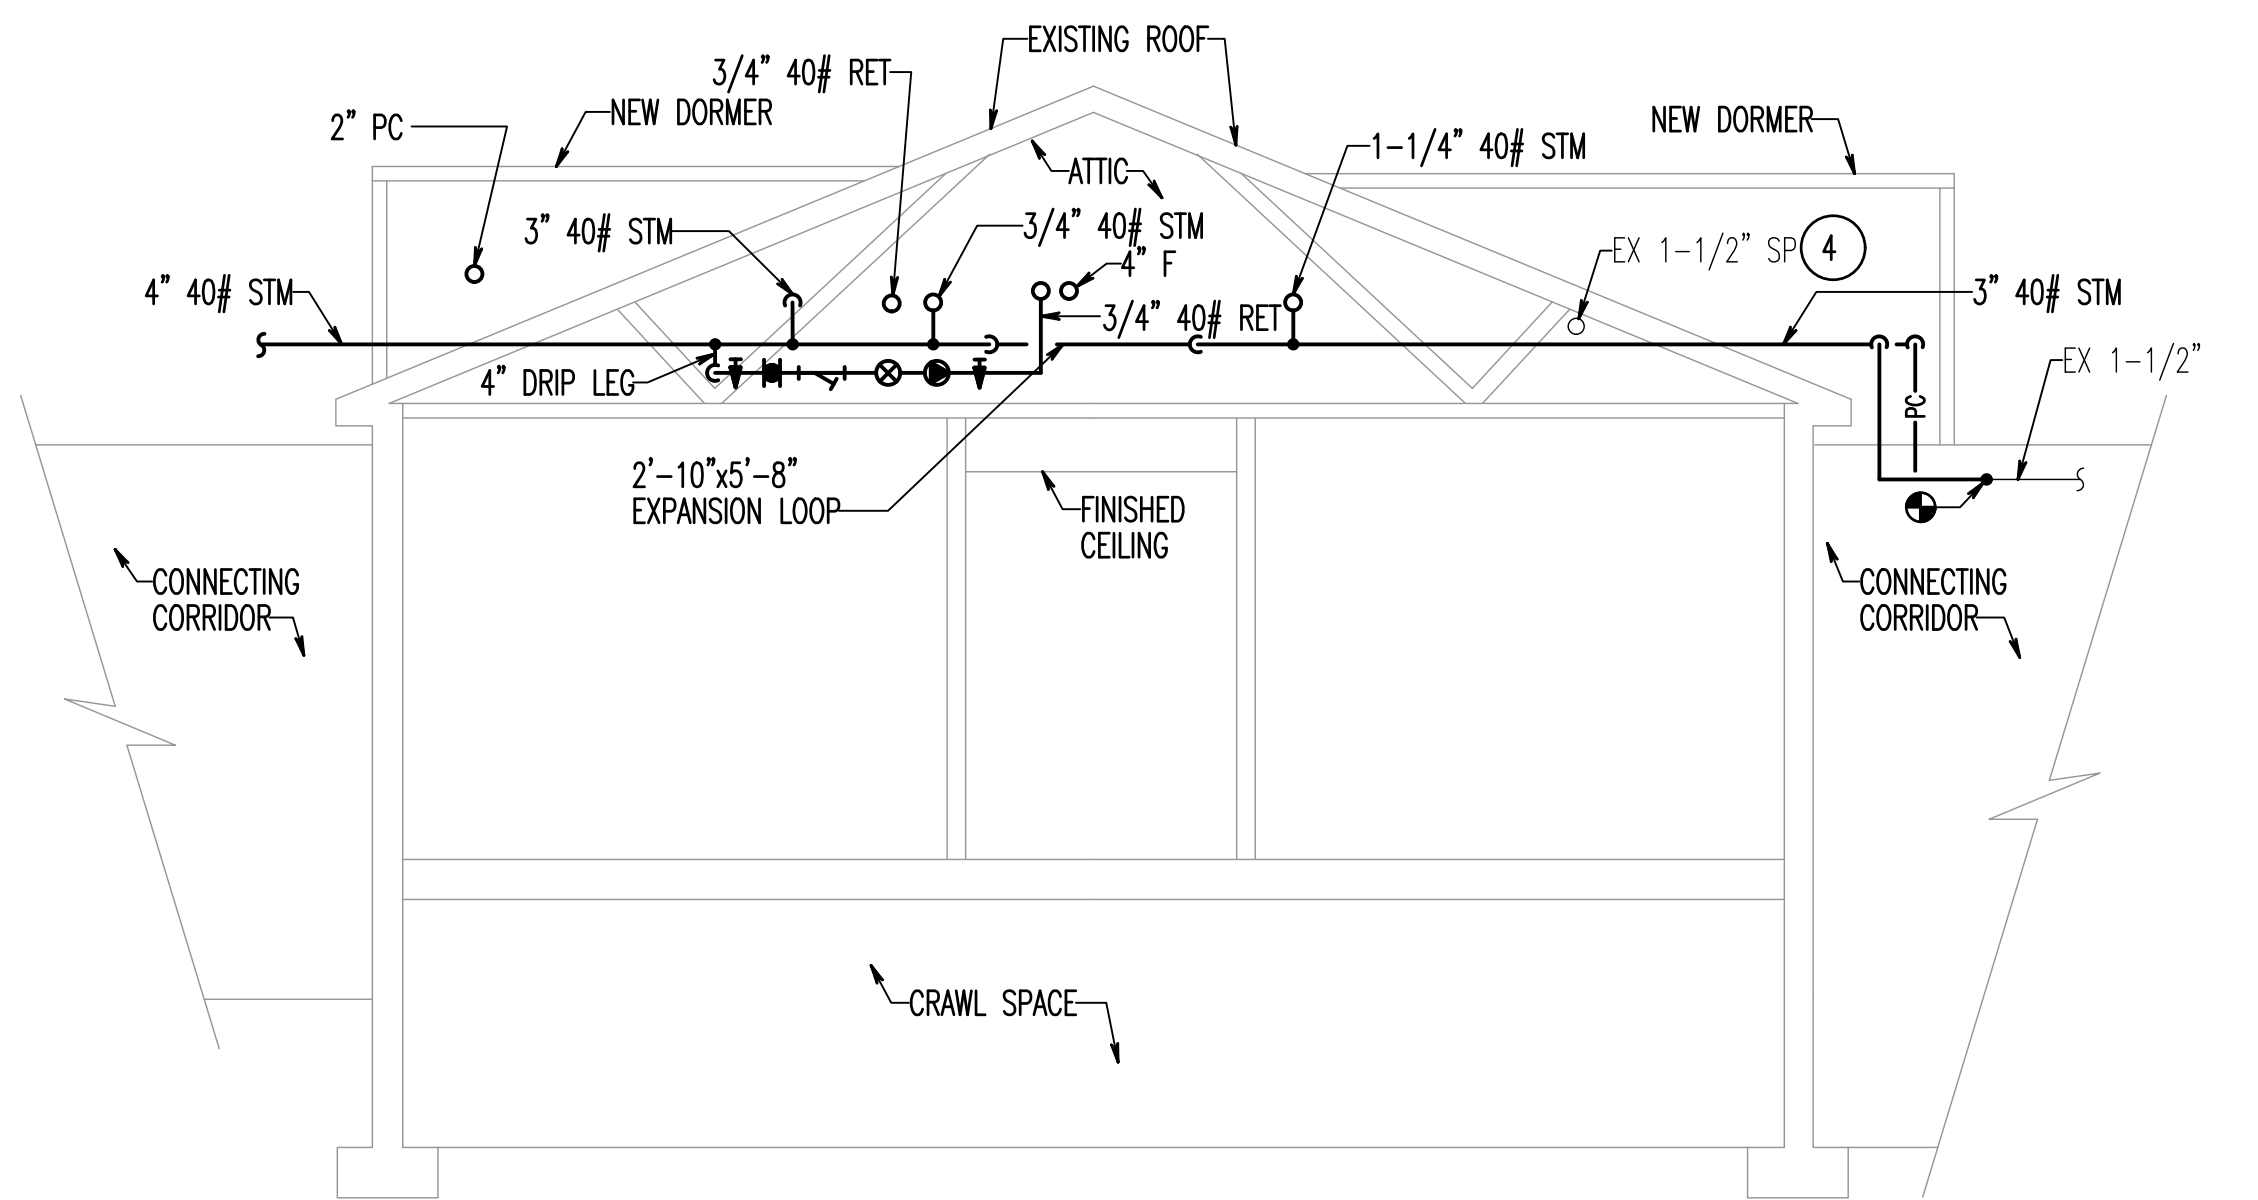 EXISTING ROOF
3/4" 40# RET
NEW DORMER
2" PC
NEW DORMER
1-1/4" 40# STM
ATTIC
3" 40# STM
3/4" 40# STM
4" F
EX 1-1/2" SP
4
4" 40# STM
3/4" 40# RET
3" 40# STM
EX 1-1/2"
4" DRIP LEG
PC
2'-10"x5'-8"
EXPANSION LOOP
FINISHED
CEILING
CONNECTING
CORRIDOR
CONNECTING
CORRIDOR
CRAWL SPACE